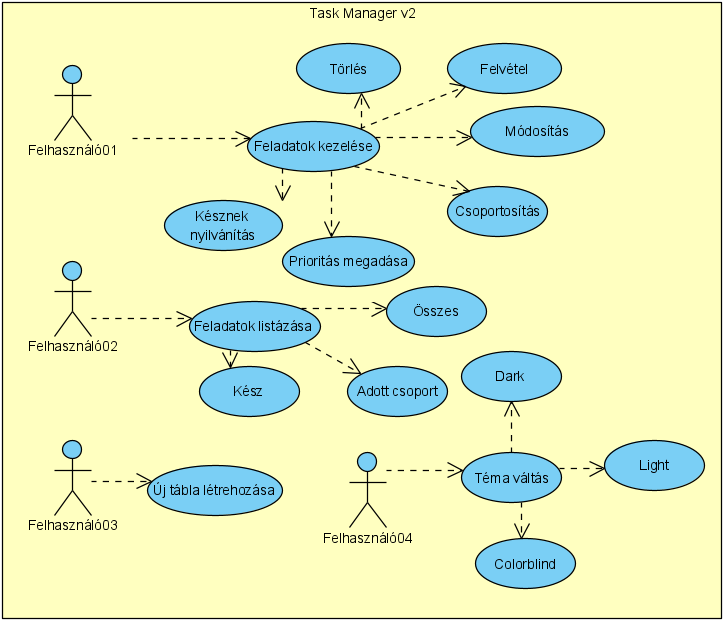 Task Manager v2
Törlés
Felvétel
Felhasználó01
Feladatok kezelése
Módosítás
Csoportosítás
Késznek
nyilvánítás
Prioritás megadása
Felhasználó02
Feladatok listázása
Összes
Kész
Adott csoport
Dark
Felhasználó03
Új tábla létrehozása
Felhasználó04
Téma váltás
Light
Colorblind